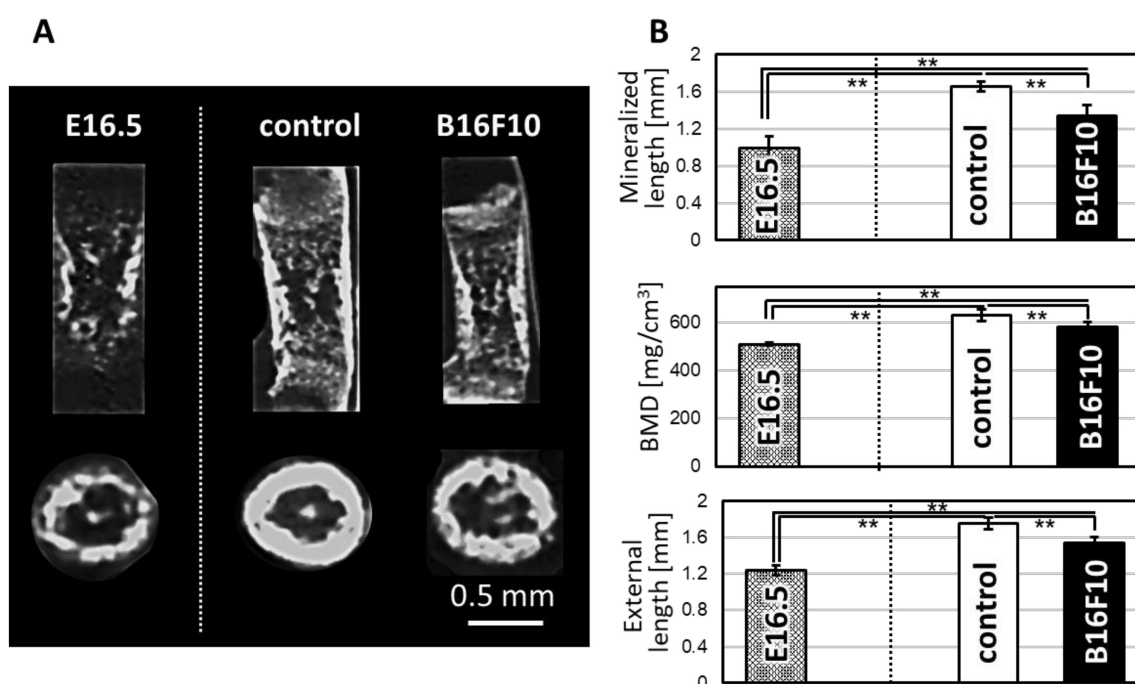 A
E16.5 control B16F10
0.5 mm
B
Mineralized
length [mm]
2
1.6
1.2
0.8
0.4
0
**
** **
E16.5 control B16F10
BMD [mg/cm³]
600
400
200
0
**
** **
E16.5 control B16F10
External
length [mm]
2
1.6
1.2
0.8
0.4
0
**
** **
E16.5 control B16F10